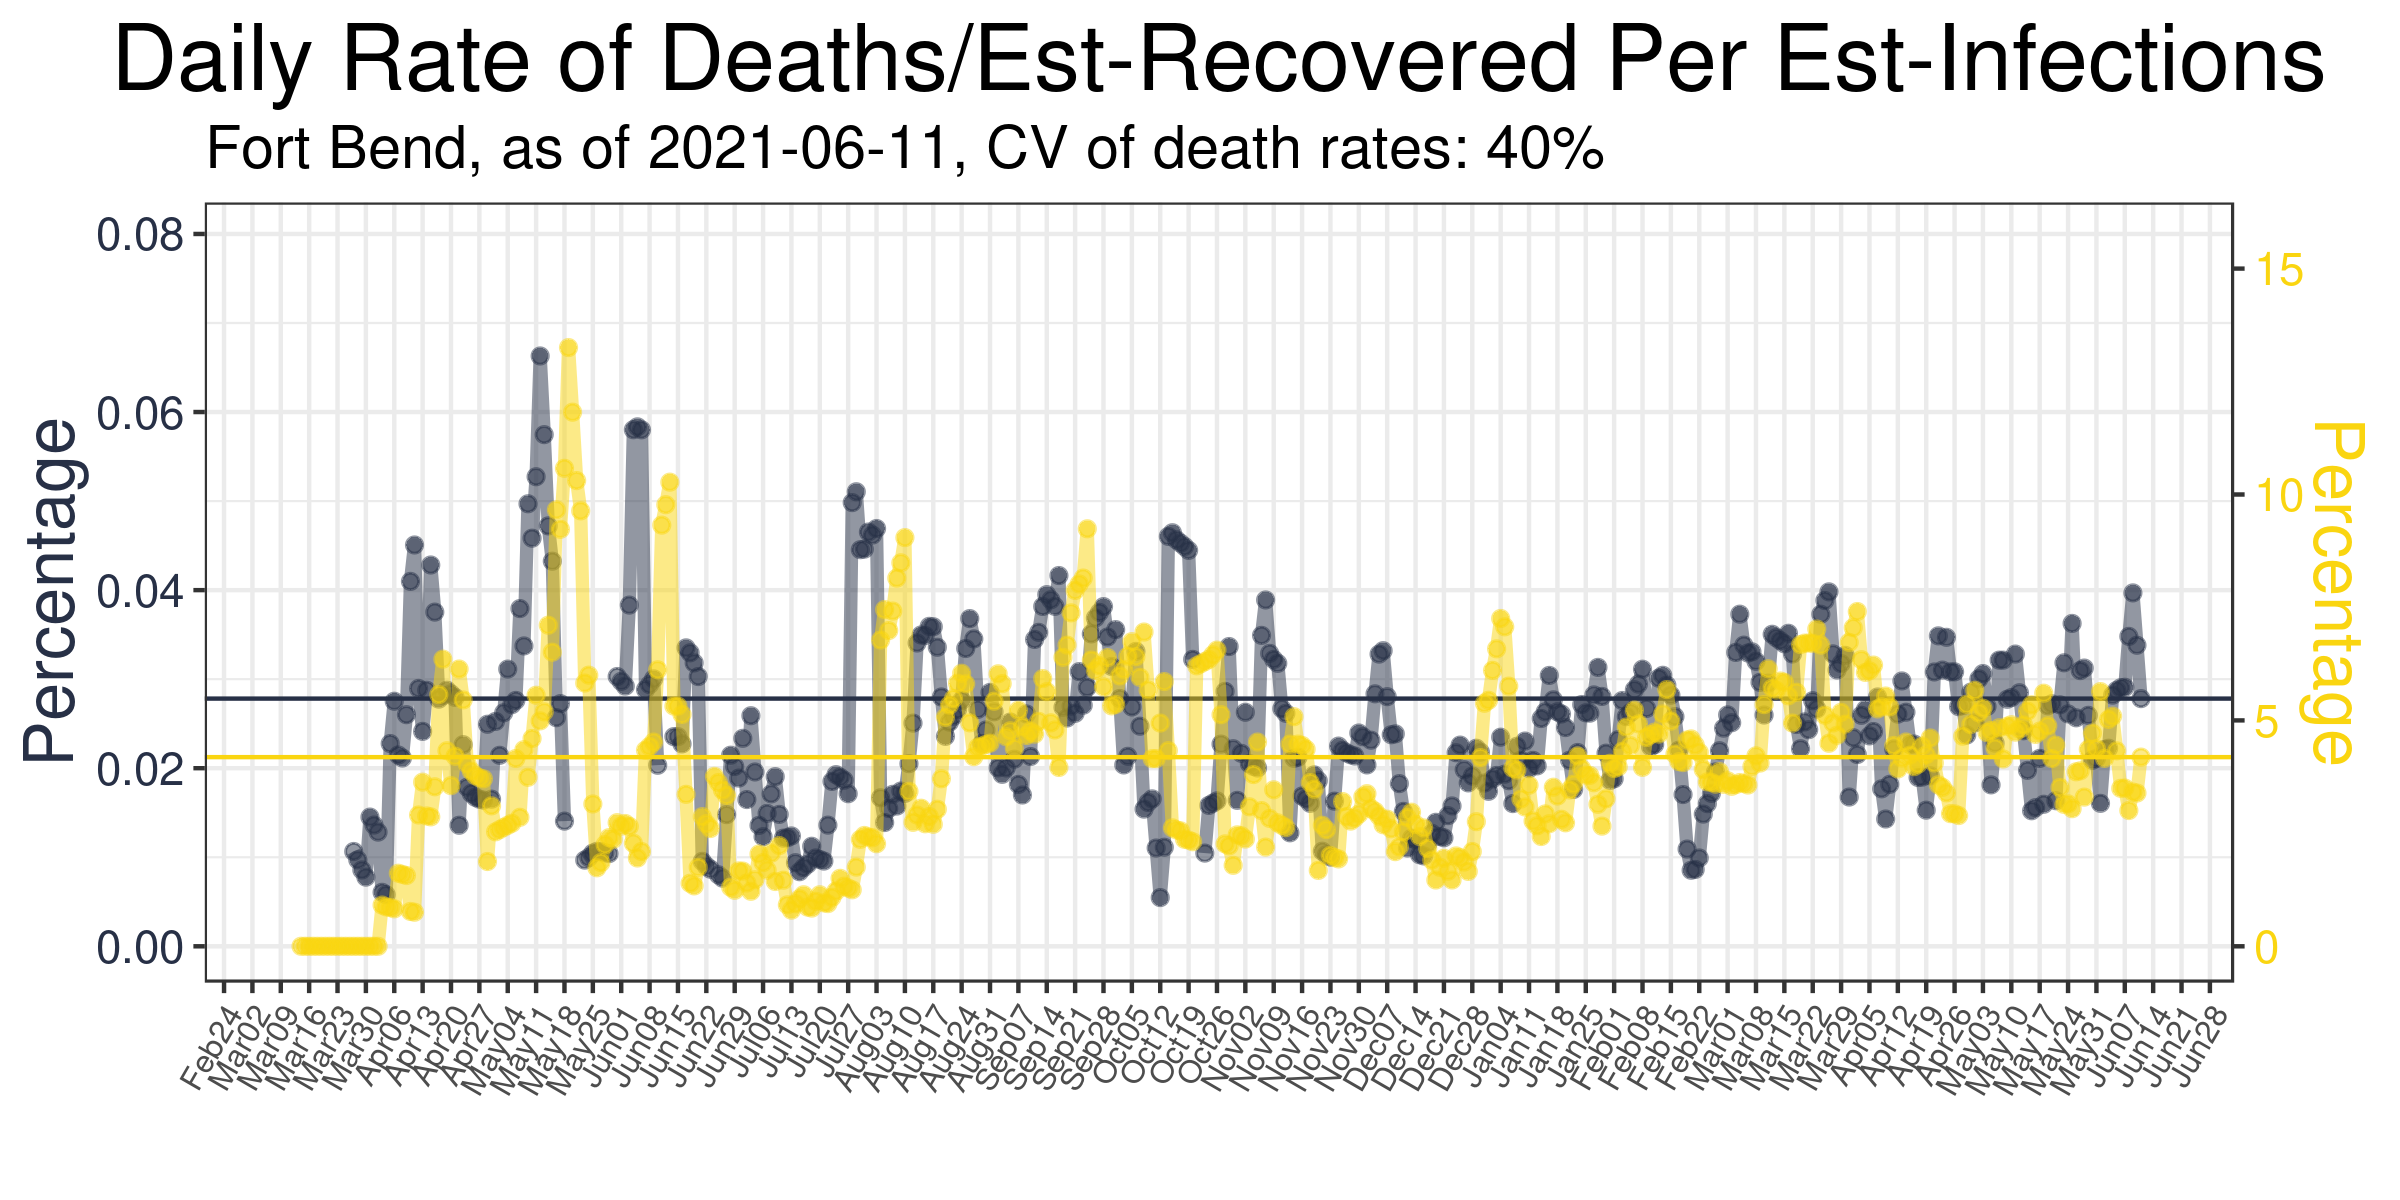 Daily Rate of Deaths/Est-Recovered Per Est-Infections
Fort Bend, as of 2021-06-11, CV of death rates: 40%
Percentage
0.08
0.06
0.04
0.02
0.00
15
10
5
0
Percentage
Feb24
Mar02
Mar09
Mar16
Mar23
Mar30
Apr06
Apr13
Apr20
Apr27
May04
May11
May18
May25
Jun01
Jun08
Jun15
Jun22
Jun29
Jul06
Jul13
Jul20
Jul27
Aug03
Aug10
Aug17
Aug24
Aug31
Sep07
Sep14
Sep21
Sep28
Oct05
Oct12
Oct19
Oct26
Nov02
Nov09
Nov16
Nov23
Nov30
Dec07
Dec14
Dec21
Dec28
Jan04
Jan11
Jan18
Jan25
Feb01
Feb08
Feb15
Feb22
Mar01
Mar08
Mar15
Mar22
Mar29
Apr05
Apr12
Apr19
Apr26
May03
May10
May17
May24
May31
Jun07
Jun14
Jun21
Jun28